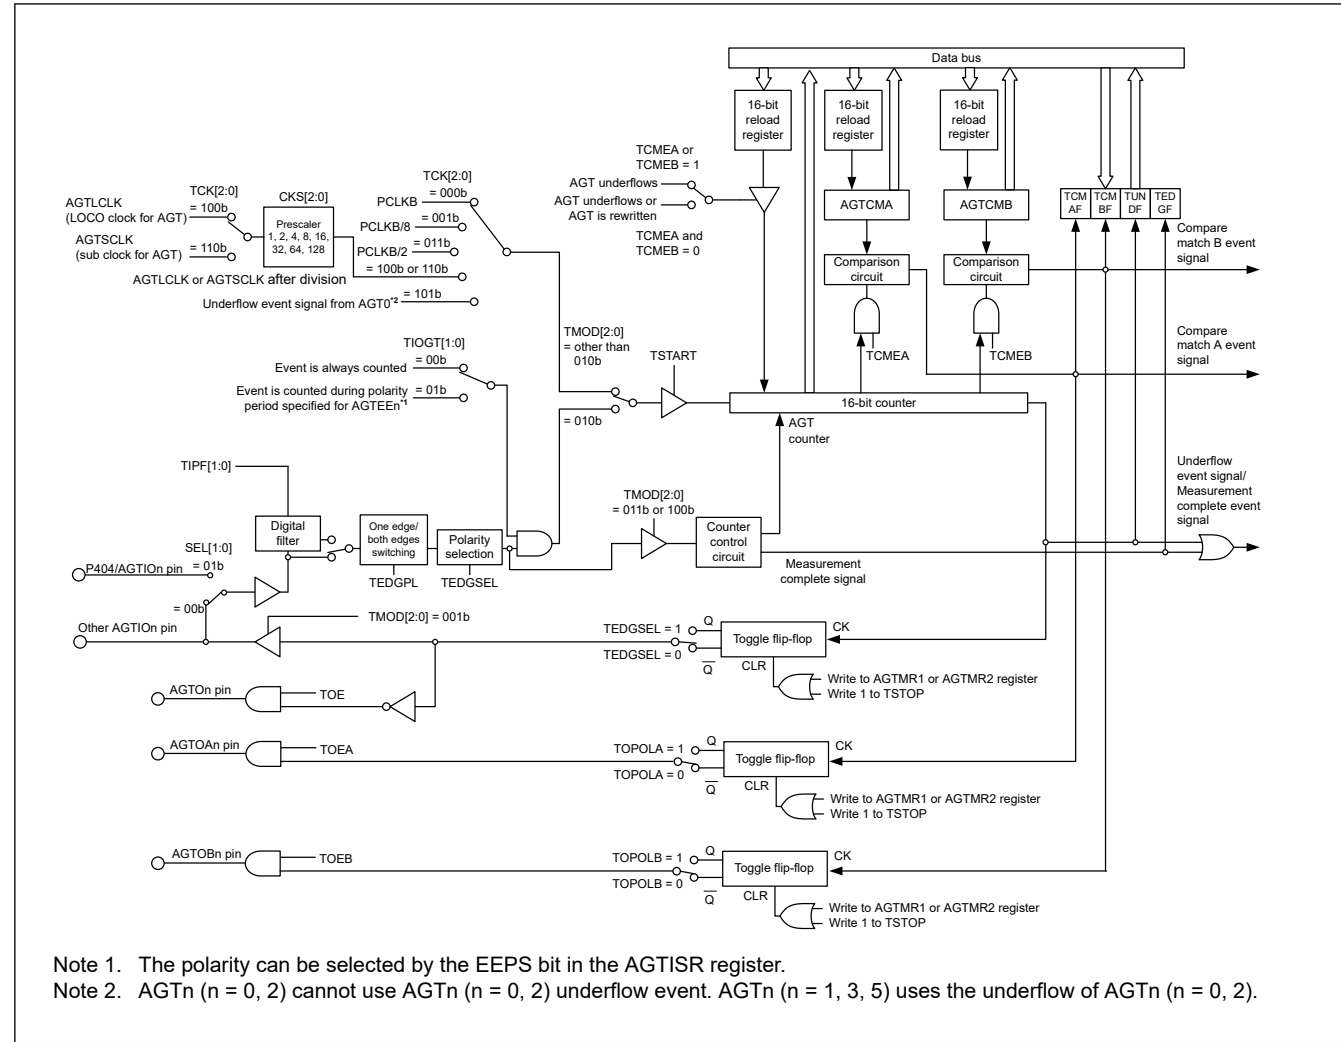 Data bus
16-bit
reload
register
16-bit
reload
register
16-bit
reload
register
TCMEA or
TCMEB = 1
AGT underflows
AGT underflows or
AGT is rewritten
TCMEA and
TCMEB = 0
TCK[2:0]
= 000b
PCLKB
= 001b
PCLKB/8
= 011b
PCLKB/2
= 100b or 110b
AGTLCLK or AGTSCLK after division
Underflow event signal from AGT0*2
= 101b
TCK[2:0]
= 100b
AGTLCLK
(LOCO clock for AGT)
AGTSCLK
(sub clock for AGT)
= 110b
CKS[2:0]
Prescaler
1, 2, 4, 8, 16,
32, 64, 128
AGTCMA
AGTCMB
TCM
AF
TCM
BF
TUN
DF
TED
GF
Comparison
circuit
Comparison
circuit
TCMEA
TCMEB
Compare
match B event
signal
Compare
match A event
signal
TIOGT[1:0]
= 00b
Event is always counted
Event is counted during polarity
period specified for AGTEEn*1
= 01b
TMOD[2:0]
= other than
010b
= 010b
TSTART
16-bit counter
AGT
counter
Underflow
event signal/
Measurement
complete event
signal
TIPF[1:0]
Digital
filter
One edge/
both edges
switching
TEDGPL
Polarity
selection
TEDGSEL
TMOD[2:0]
= 011b or 100b
Counter
control
circuit
Measurement
complete signal
SEL[1:0]
P404/AGTIOn pin
= 01b
= 00b
Other AGTIOn pin
TMOD[2:0] = 001b
TEDGSEL = 1
TEDGSEL = 0
Q
Q
Toggle flip-flop
CK
CLR
Write to AGTMR1 or AGTMR2 register
Write 1 to TSTOP
AGTOn pin
TOE
AGTOAn pin
TOEA
TOPOLA = 1
TOPOLA = 0
Q
Q
Toggle flip-flop
CK
CLR
Write to AGTMR1 or AGTMR2 register
Write 1 to TSTOP
AGTOBn pin
TOEB
TOPOLB = 1
TOPOLB = 0
Q
Q
Toggle flip-flop
CK
CLR
Write to AGTMR1 or AGTMR2 register
Write 1 to TSTOP
Note 1. The polarity can be selected by the EEPS bit in the AGTISR register.
Note 2. AGTn (n = 0, 2) cannot use AGTn (n = 0, 2) underflow event. AGTn (n = 1, 3, 5) uses the underflow of AGTn (n = 0, 2).